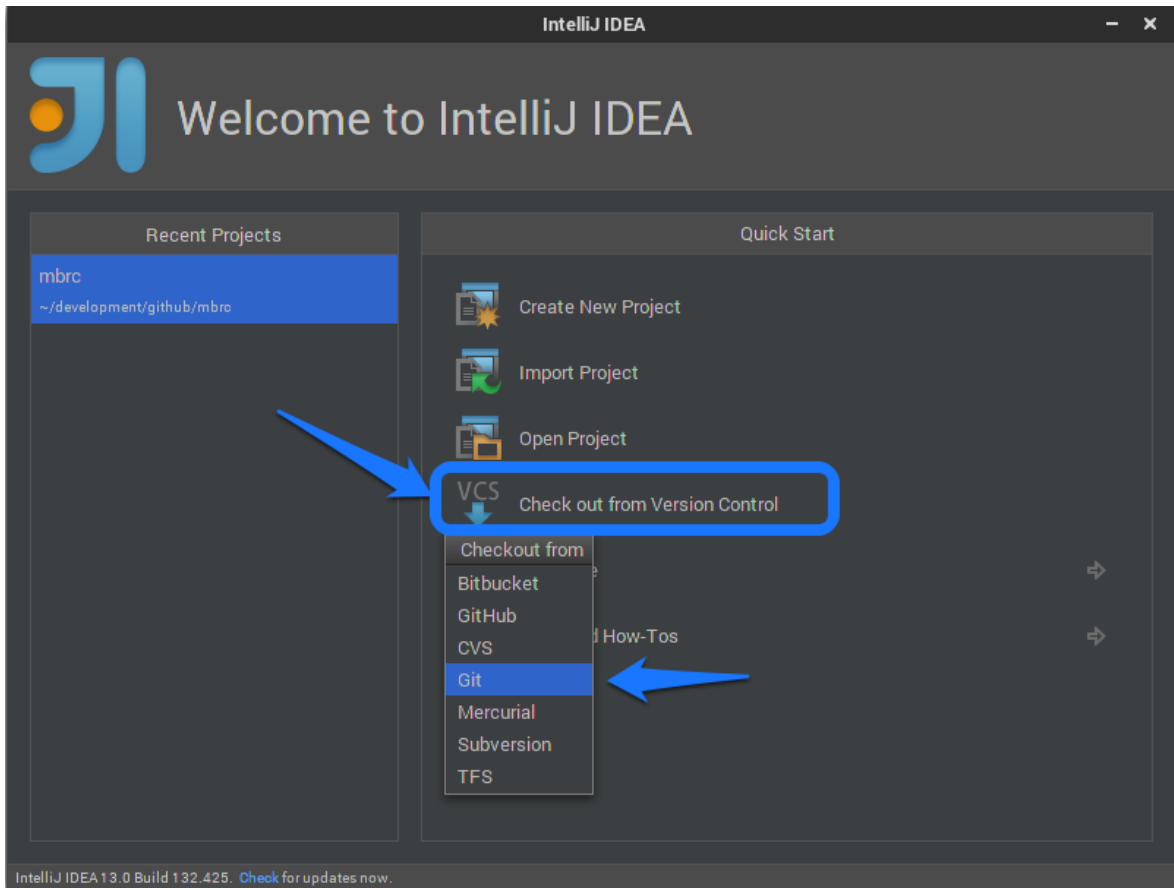 IntelliJ IDEA
Welcome to IntelliJ IDEA
Recent Projects
mbrc
~/development/github/mbrc
Quick Start
Create New Project
Import Project
Open Project
VCS
Check out from Version Control
Checkout from
Bitbucket
GitHub
CVS
Git
Mercurial
Subversion
TFS
How-Tos
IntelliJ IDEA 13.0 Build 132.425. Check for updates now.